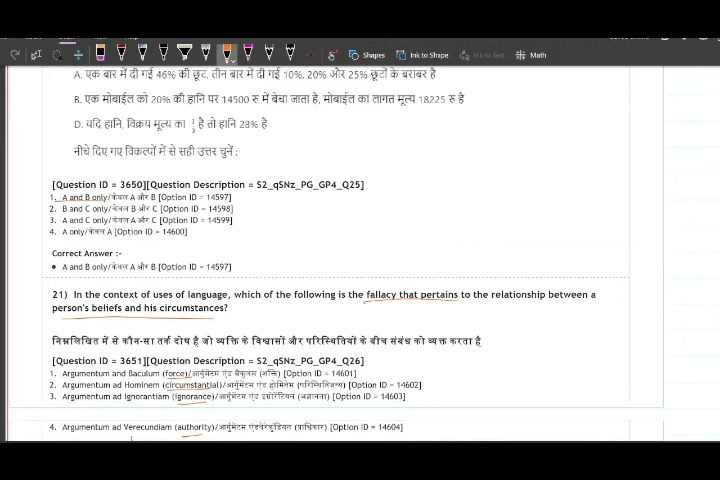 Shapes Ink to Shape Ink to Text Math
A. एक बार में दी गई 46% की छूट, तीन बार में दी गई 10%, 20% और 25% छूटों के बराबर है
B. एक मोबाईल को 20% की हानि पर 14500 रु में बेचा जाता है, मोबाईल का लागत मूल्य 18225 रु है
D. यदि हानि, विक्रय मूल्य का 1/3 है तो हानि 28% है
नीचे दिए गए विकल्पों में से सही उत्तर चुनें :
[Question ID = 3650][Question Description = S2_qSNz_PG_GP4_Q25]
1. A and B only/केवल A और B [Option ID = 14597]
2. B and C only/केवल B और C [Option ID = 14598]
3. A and C only/केवल A और C [Option ID = 14599]
4. A only/केवल A [Option ID = 14600]
Correct Answer :-
• A and B only/केवल A और B [Option ID = 14597]
21) In the context of uses of language, which of the following is the fallacy that pertains to the relationship between a
person's beliefs and his circumstances?
निम्नलिखित में से कौन-सा तर्क दोष है जो व्यक्ति के विश्वासों और परिस्थितियों के बीच संबंध को व्यक्त करता है
[Question ID = 3651][Question Description = S2_qSNz_PG_GP4_Q26]
1. Argumentum and Baculum (force)/आर्गुमेंटम एंड बैकुलम (शक्ति) [Option ID = 14601]
2. Argumentum ad Hominem (circumstantial)/आर्गुमेंटम एंड होमिनेम (परिस्थितिजन्य) [Option ID = 14602]
3. Argumentum ad Ignorantiam (ignorance)/आर्गुमेंटम एंड इग्नोरेंटियम (अज्ञानता) [Option ID = 14603]
4. Argumentum ad Verecundiam (authority)/आर्गुमेंटम एंडवेरेकुंडियम (प्राधिकार) [Option ID = 14604]